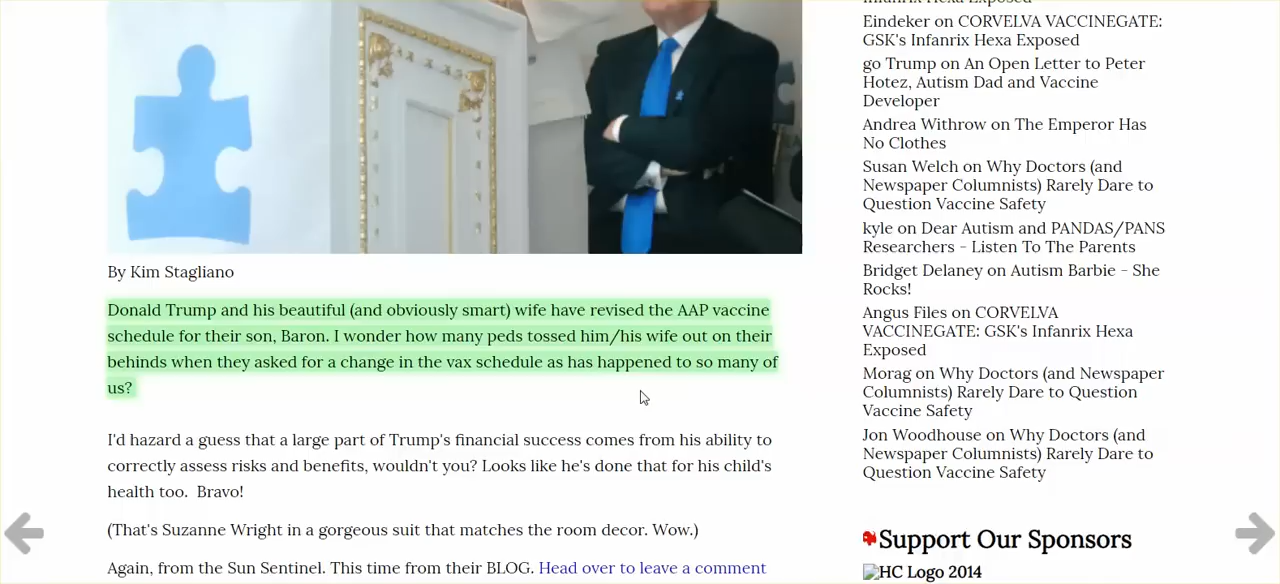 By Kim Stagliano
Donald Trump and his beautiful (and obviously smart) wife have revised the AAP vaccine
schedule for their son, Baron. I wonder how many peds tossed him/his wife out on their
behinds when they asked for a change in the vax schedule as has happened to so many of
us?
I'd hazard a guess that a large part of Trump's financial success comes from his ability to
correctly assess risks and benefits, wouldn't you? Looks like he's done that for his child's
health too.  Bravo!
(That's Suzanne Wright in a gorgeous suit that matches the room decor. Wow.)
Again, from the Sun Sentinel. This time from their BLOG. Head over to leave a comment
Infanrix Hexa Exposed
Eindeker on CORVELVA VACCINEGATE:
GSK's Infanrix Hexa Exposed
go Trump on An Open Letter to Peter
Hotez, Autism Dad and Vaccine
Developer
Andrea Withrow on The Emperor Has
No Clothes
Susan Welch on Why Doctors (and
Newspaper Columnists) Rarely Dare to
Question Vaccine Safety
kyle on Dear Autism and PANDAS/PANS
Researchers - Listen To The Parents
Bridget Delaney on Autism Barbie - She
Rocks!
Angus Files on CORVELVA
VACCINEGATE: GSK's Infanrix Hexa
Exposed
Morag on Why Doctors (and Newspaper
Columnists) Rarely Dare to Question
Vaccine Safety
Jon Woodhouse on Why Doctors (and
Newspaper Columnists) Rarely Dare to
Question Vaccine Safety
Support Our Sponsors
HC Logo 2014